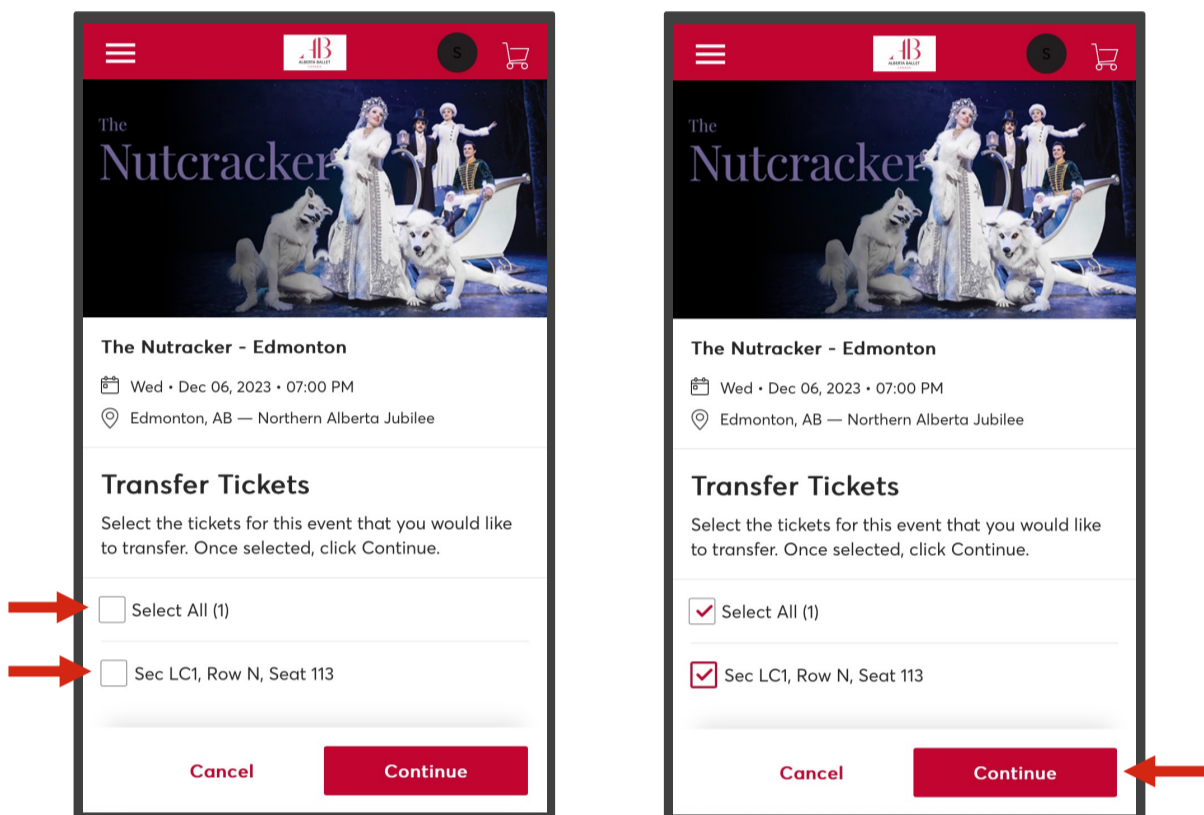 AB
ALBERTA BALLET
S
The
Nutcracker
The Nutracker - Edmonton
Wed • Dec 06, 2023 • 07:00 PM
Edmonton, AB — Northern Alberta Jubilee
Transfer Tickets
Select the tickets for this event that you would like
to transfer. Once selected, click Continue.
Select All (1)
Sec LC1, Row N, Seat 113
Cancel
Continue
AB
ALBERTA BALLET
S
The
Nutcracker
The Nutracker - Edmonton
Wed • Dec 06, 2023 • 07:00 PM
Edmonton, AB — Northern Alberta Jubilee
Transfer Tickets
Select the tickets for this event that you would like
to transfer. Once selected, click Continue.
Select All (1)
Sec LC1, Row N, Seat 113
Cancel
Continue